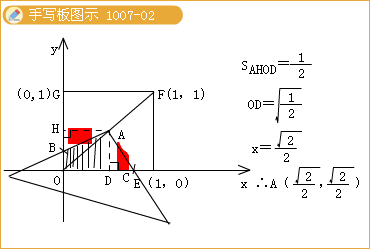 手写板图示 1007-02
y
(0,1)G
F(1, 1)
H
A
B
O
D
C
E(1, 0)
x
S_AHOD=1/2
OD=√(1/2)
x=√2/2
∴A(√2/2,√2/2)